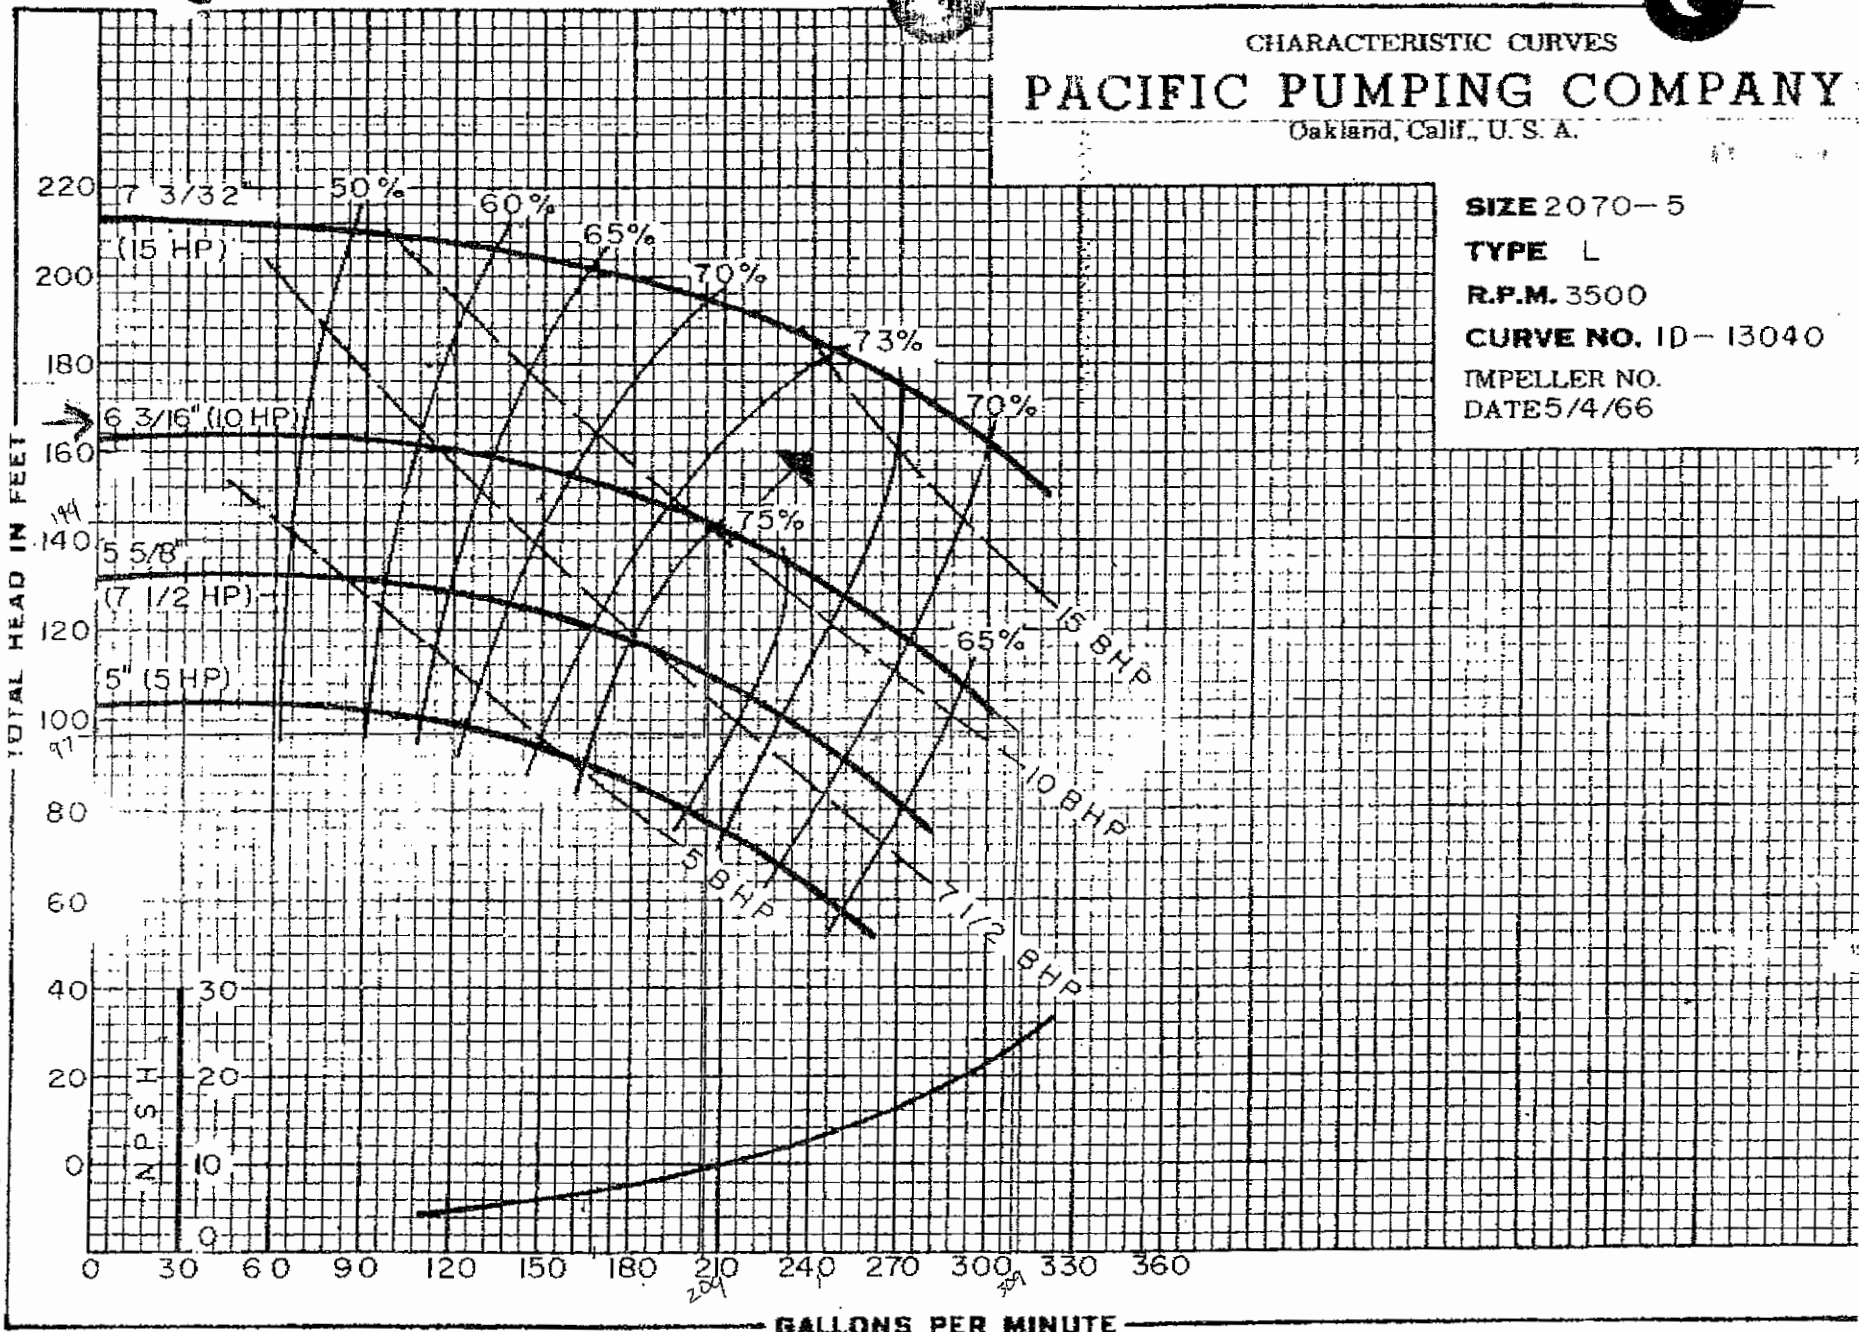 CHARACTERISTIC CURVES
PACIFIC PUMPING COMPANY
Oakland, Calif., U. S. A.
SIZE 2070-5
TYPE L
R.P.M. 3500
CURVE NO. ID-13040
IMPELLER NO.
DATE 5/4/66
TOTAL HEAD IN FEET
220
200
180
160
144
140
120
100
97
80
60
40
20
0
7 3/32"
(15 HP)
6 3/16" (10 HP)
5 5/8"
(7 1/2 HP)
5" (5 HP)
50%
60%
65%
70%
73%
70%
75%
65%
15 BHP
10 BHP
7 1/2 BHP
5 BHP
NPSH
30
20
10
0
0 30 60 90 120 150 180 210 240 270 300 330 360
209 309
GALLONS PER MINUTE